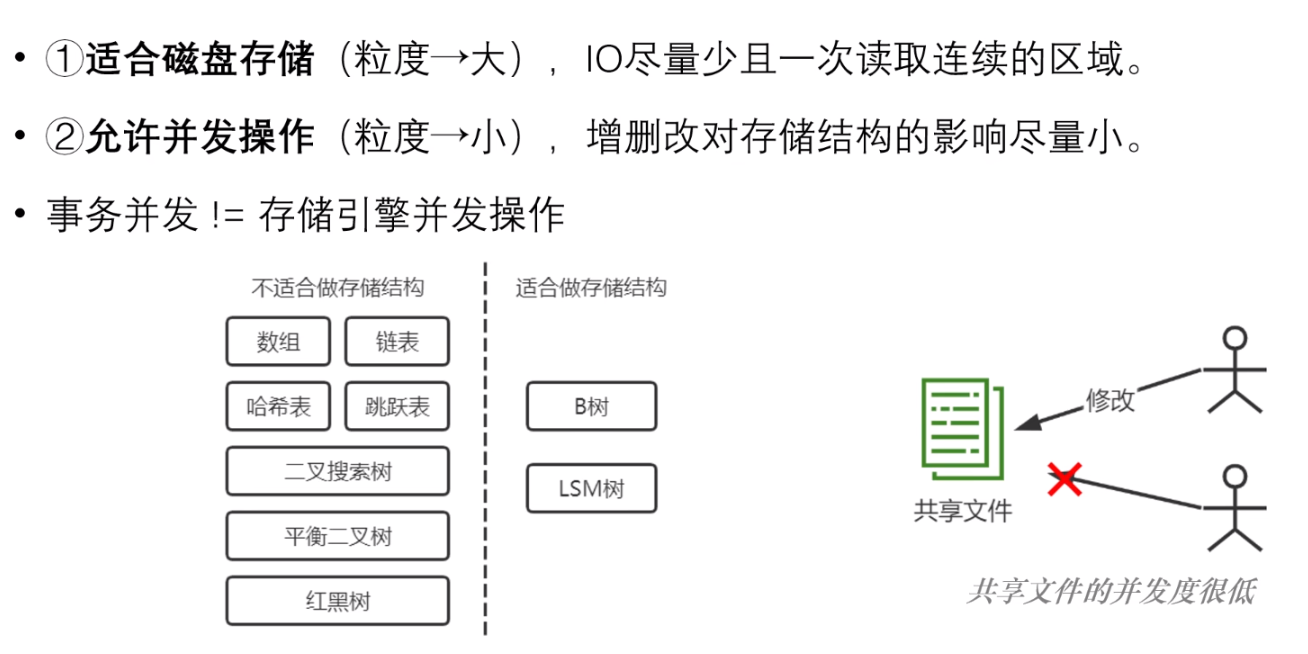 • ①适合磁盘存储（粒度→大），IO尽量少且一次读取连续的区域。
• ②允许并发操作（粒度→小），增删改对存储结构的影响尽量小。
• 事务并发 != 存储引擎并发操作
不适合做存储结构
适合做存储结构
数组
链表
哈希表
跳跃表
二叉搜索树
平衡二叉树
红黑树
B树
LSM树
修改
共享文件
共享文件的并发度很低